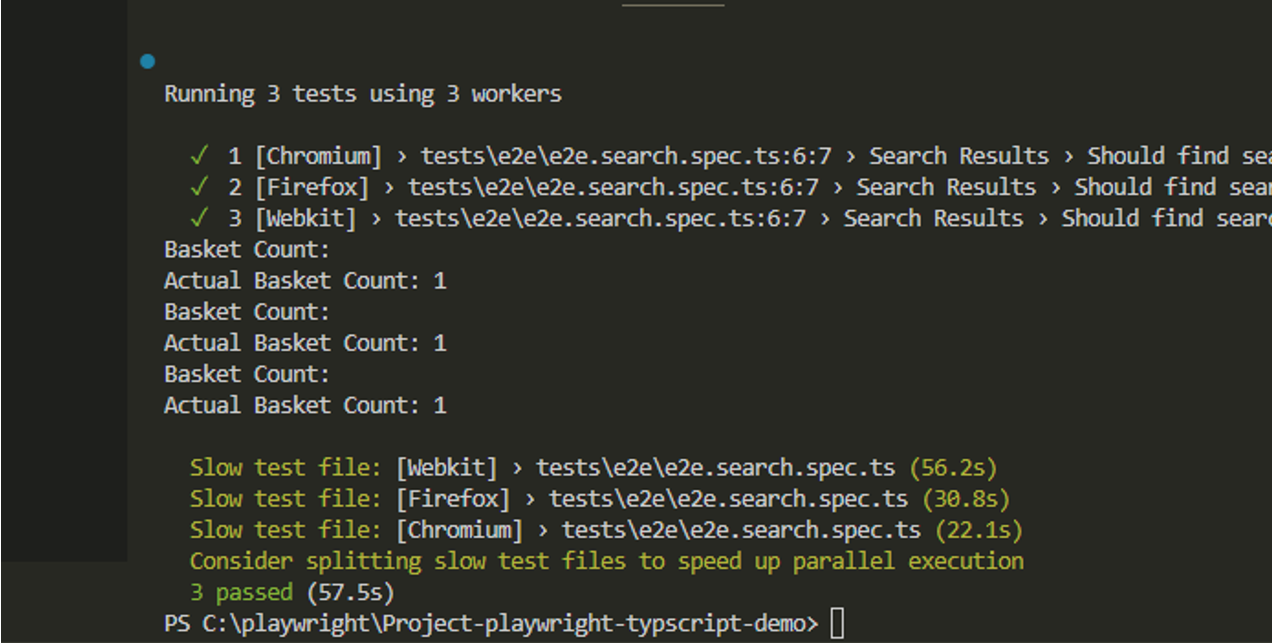 Running 3 tests using 3 workers
✓ 1 [Chromium] › tests\e2e\e2e.search.spec.ts:6:7 › Search Results › Should find sea
✓ 2 [Firefox] › tests\e2e\e2e.search.spec.ts:6:7 › Search Results › Should find sear
✓ 3 [Webkit] › tests\e2e\e2e.search.spec.ts:6:7 › Search Results › Should find searc
Basket Count:
Actual Basket Count: 1
Basket Count:
Actual Basket Count: 1
Basket Count:
Actual Basket Count: 1
Slow test file: [Webkit] › tests\e2e\e2e.search.spec.ts (56.2s)
Slow test file: [Firefox] › tests\e2e\e2e.search.spec.ts (30.8s)
Slow test file: [Chromium] › tests\e2e\e2e.search.spec.ts (22.1s)
Consider splitting slow test files to speed up parallel execution
3 passed (57.5s)
PS C:\playwright\Project-playwright-typscript-demo>